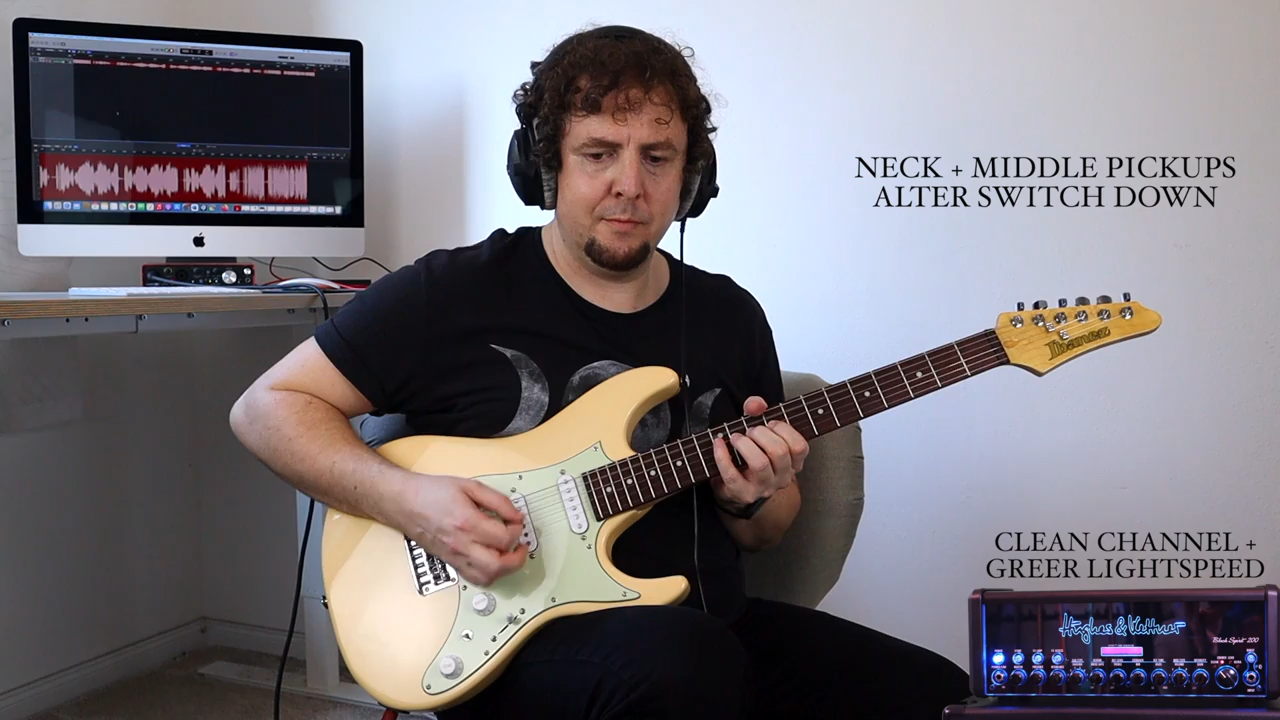 NECK + MIDDLE PICKUPS
ALTER SWITCH DOWN
Ibanez
CLEAN CHANNEL +
GREER LIGHTSPEED
Hughes & Kettner
Black Spirit 200